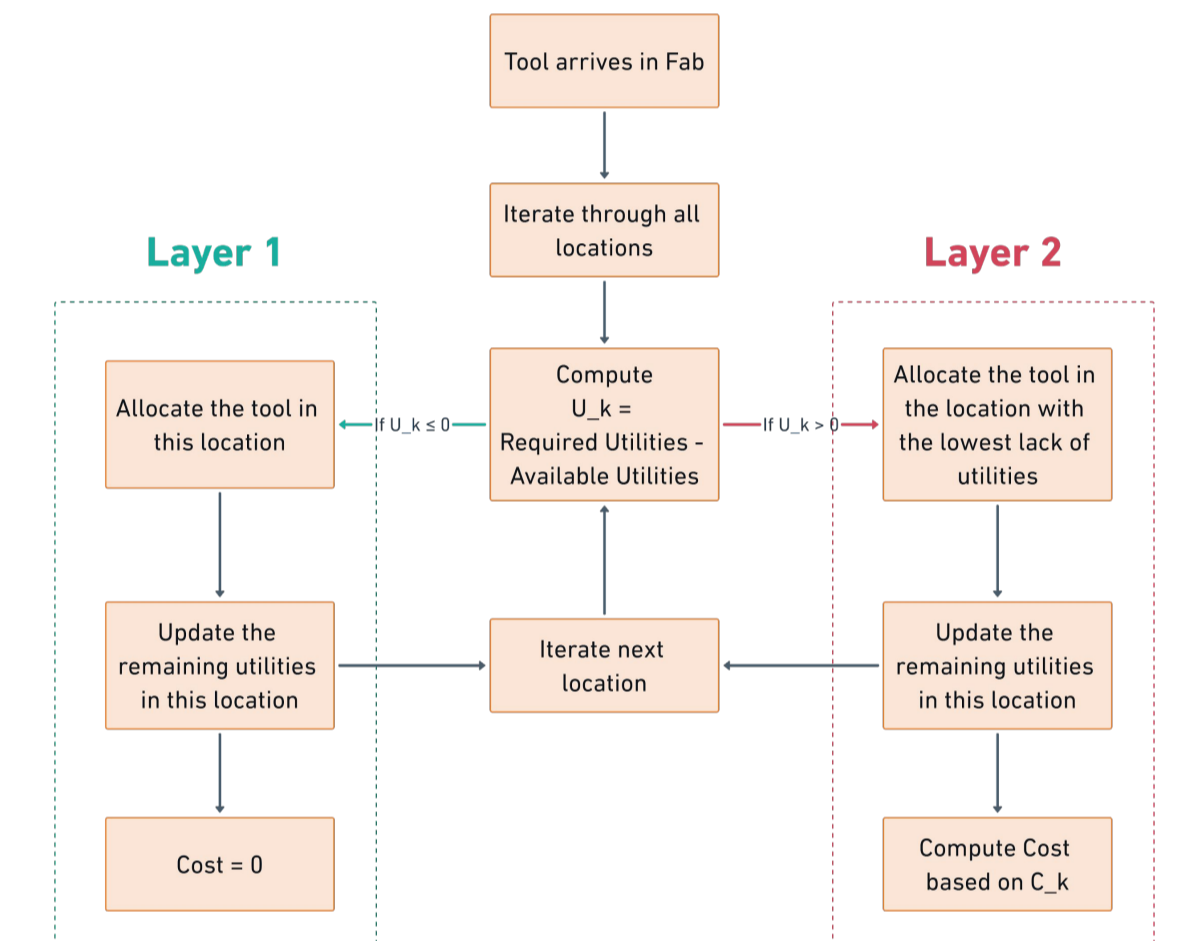 Tool arrives in Fab
Iterate through all
locations
Layer 1
Layer 2
Compute
U_k =
Required Utilities -
Available Utilities
If U_k ≤ 0
If U_k > 0
Allocate the tool in
this location
Allocate the tool in
the location with
the lowest lack of
utilities
Update the
remaining utilities
in this location
Iterate next
location
Update the
remaining utilities
in this location
Cost = 0
Compute Cost
based on C_k